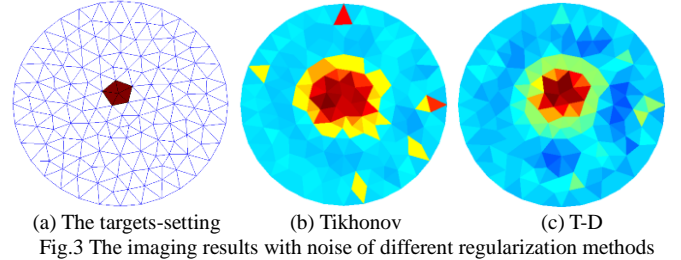 (a) The targets-setting (b) Tikhonov (c) T-D
Fig.3 The imaging results with noise of different regularization methods